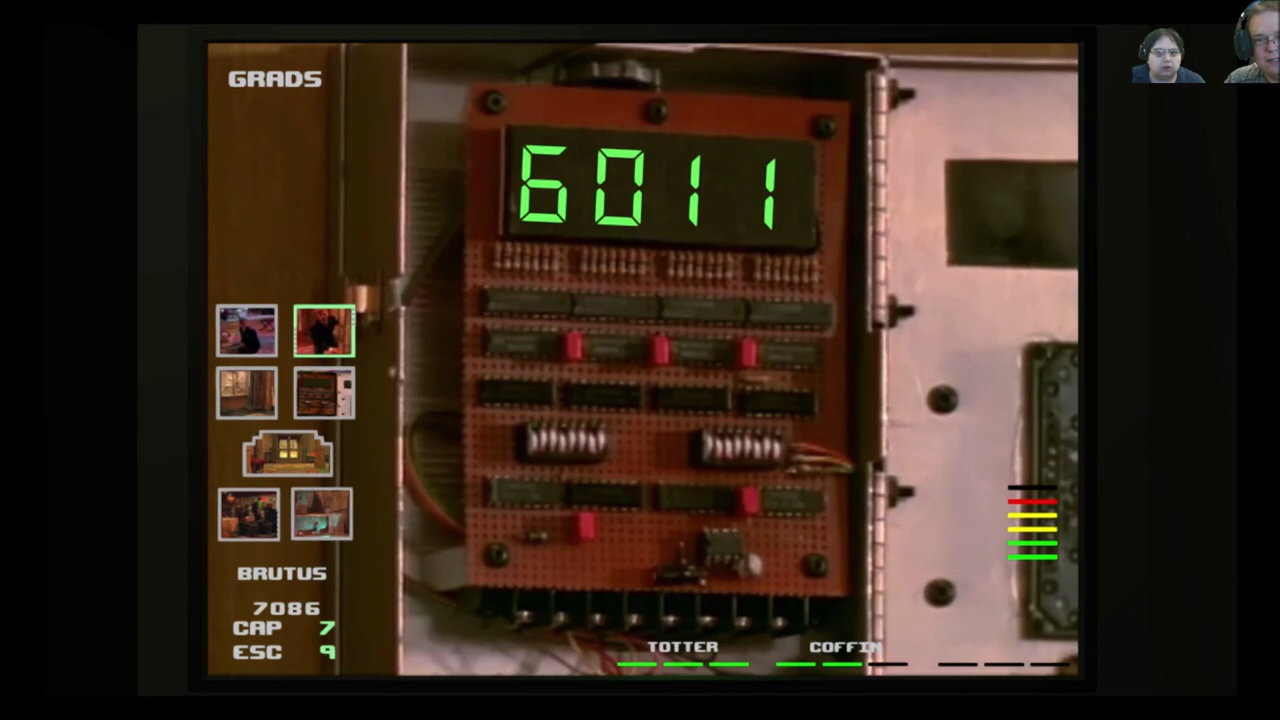 GRADS
6011
BRUTUS
7086
CAP 7
ESC 9
TOTTER COFFIN